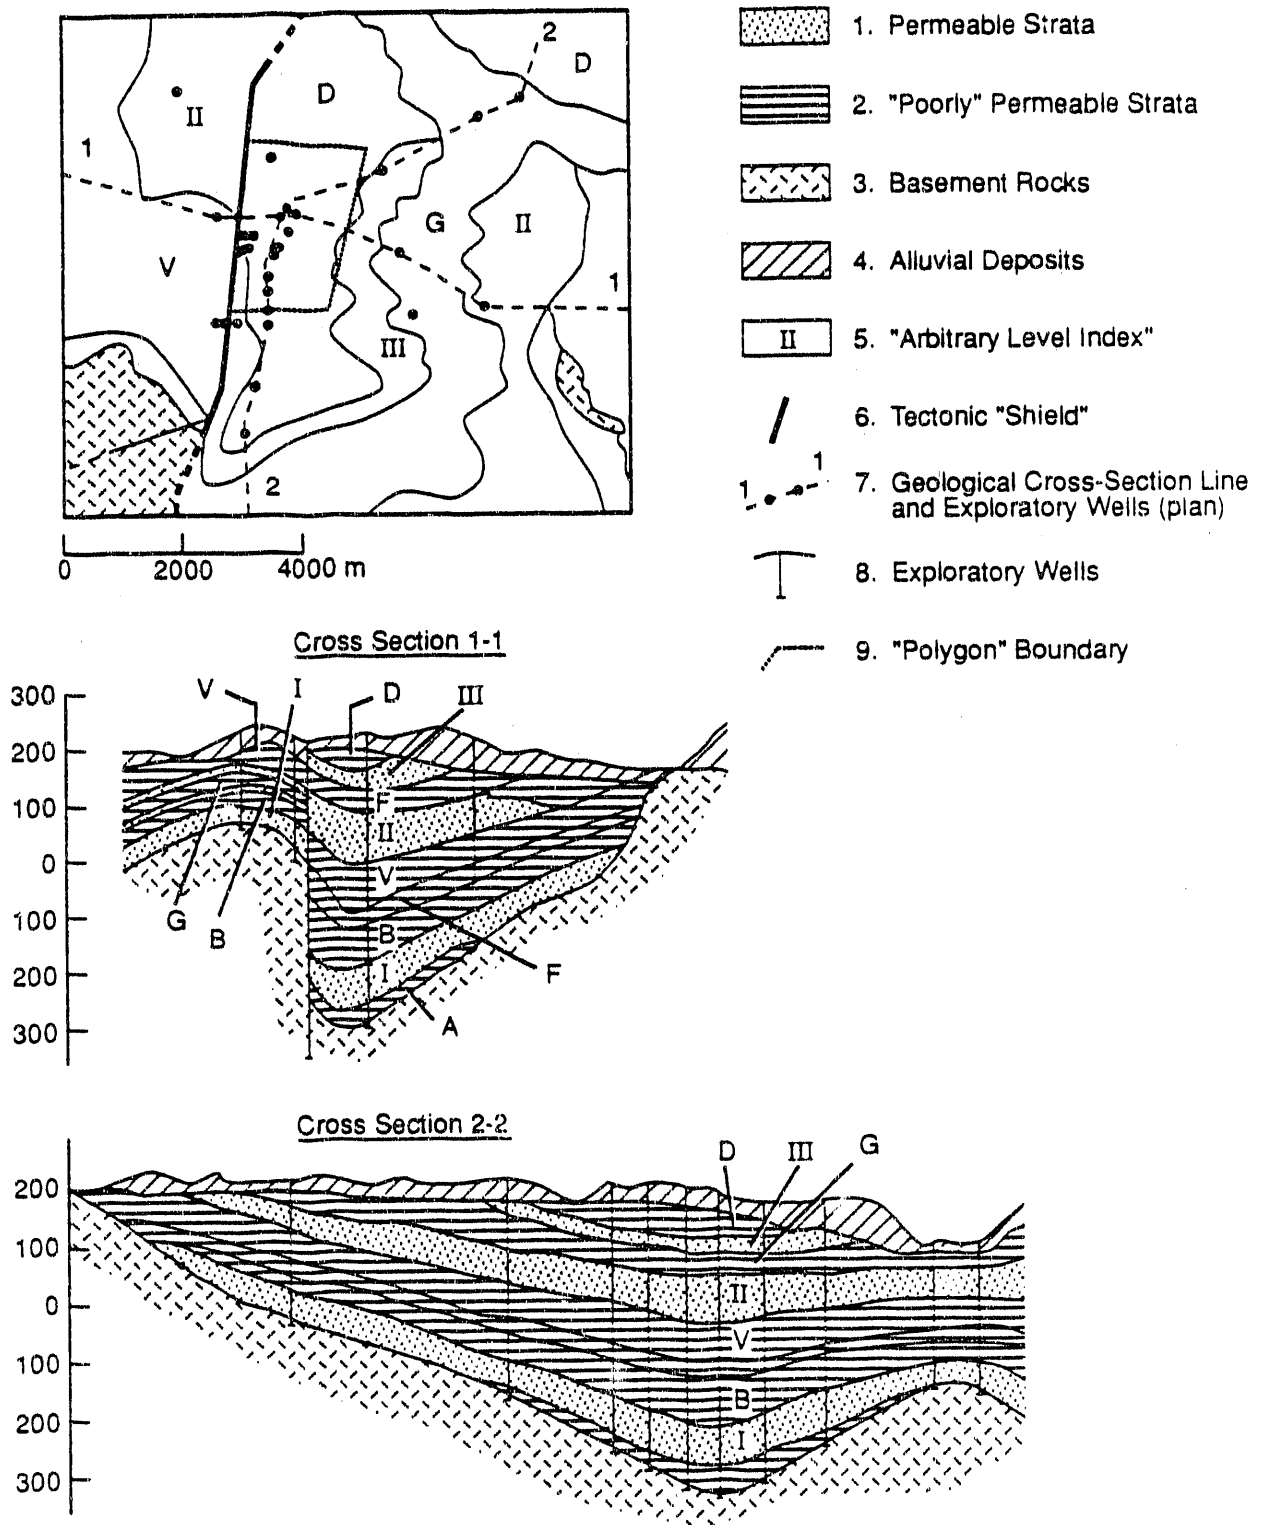 2
D
D
II
1
G
II
V
1
III
2
0 2000 4000 m
1. Permeable Strata
2. "Poorly" Permeable Strata
3. Basement Rocks
4. Alluvial Deposits
II 5. "Arbitrary Level Index"
6. Tectonic "Shield"
1 1 7. Geological Cross-Section Line
and Exploratory Wells (plan)
8. Exploratory Wells
9. "Polygon" Boundary
Cross Section 1-1
V I D III
300
200
100
0
100
200
300
F
II
V
B
I
G
B
F
A
Cross Section 2-2
D III G
200
100
0
100
200
300
II
V
B
I